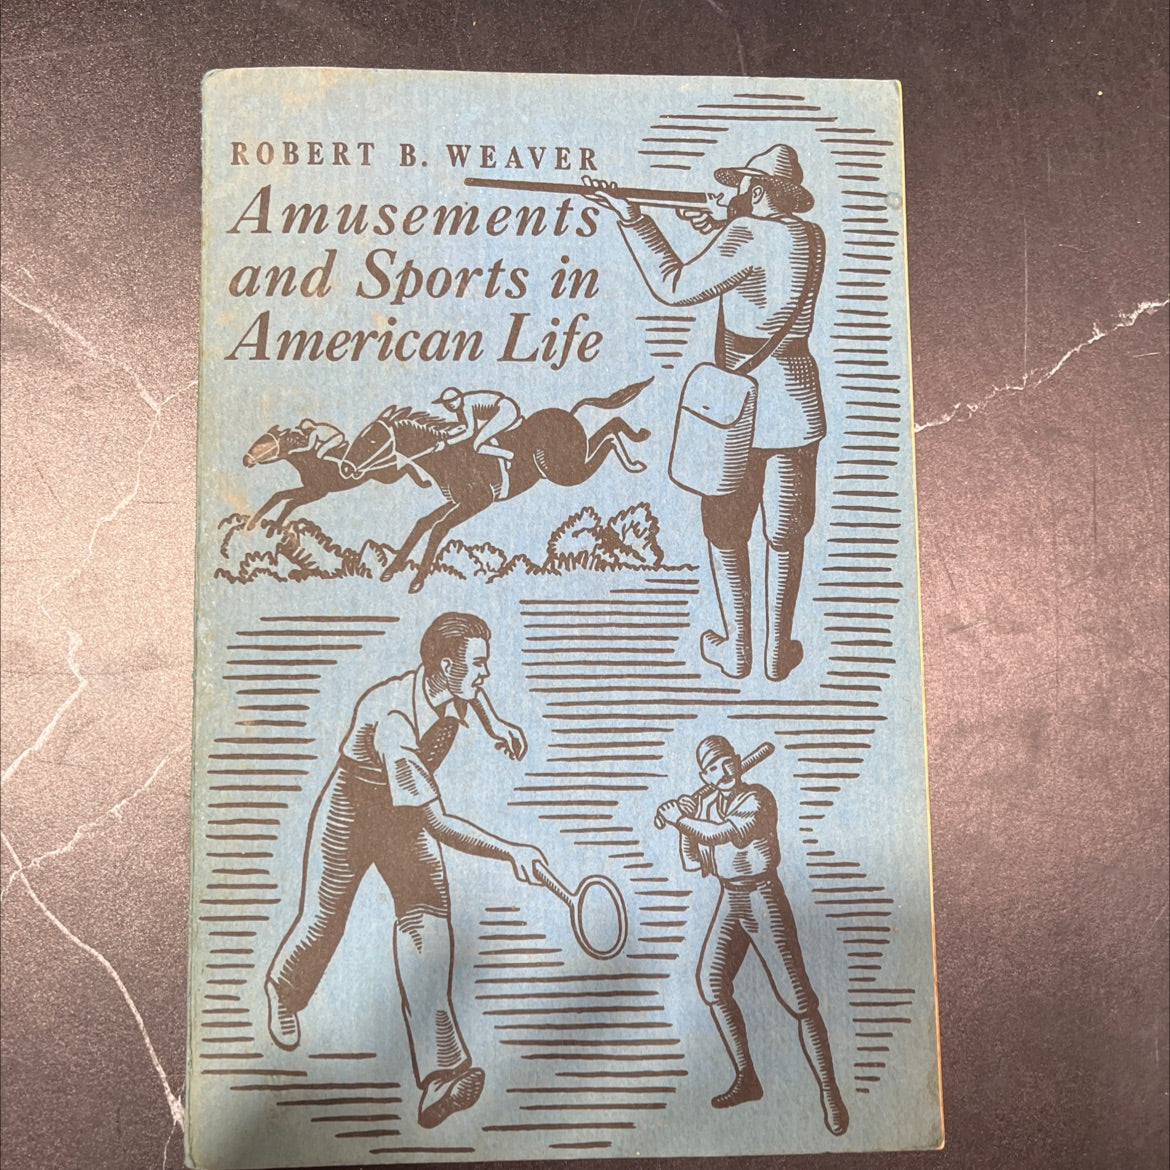 ROBERT B. WEAVER
Amusements
and Sports in
American Life